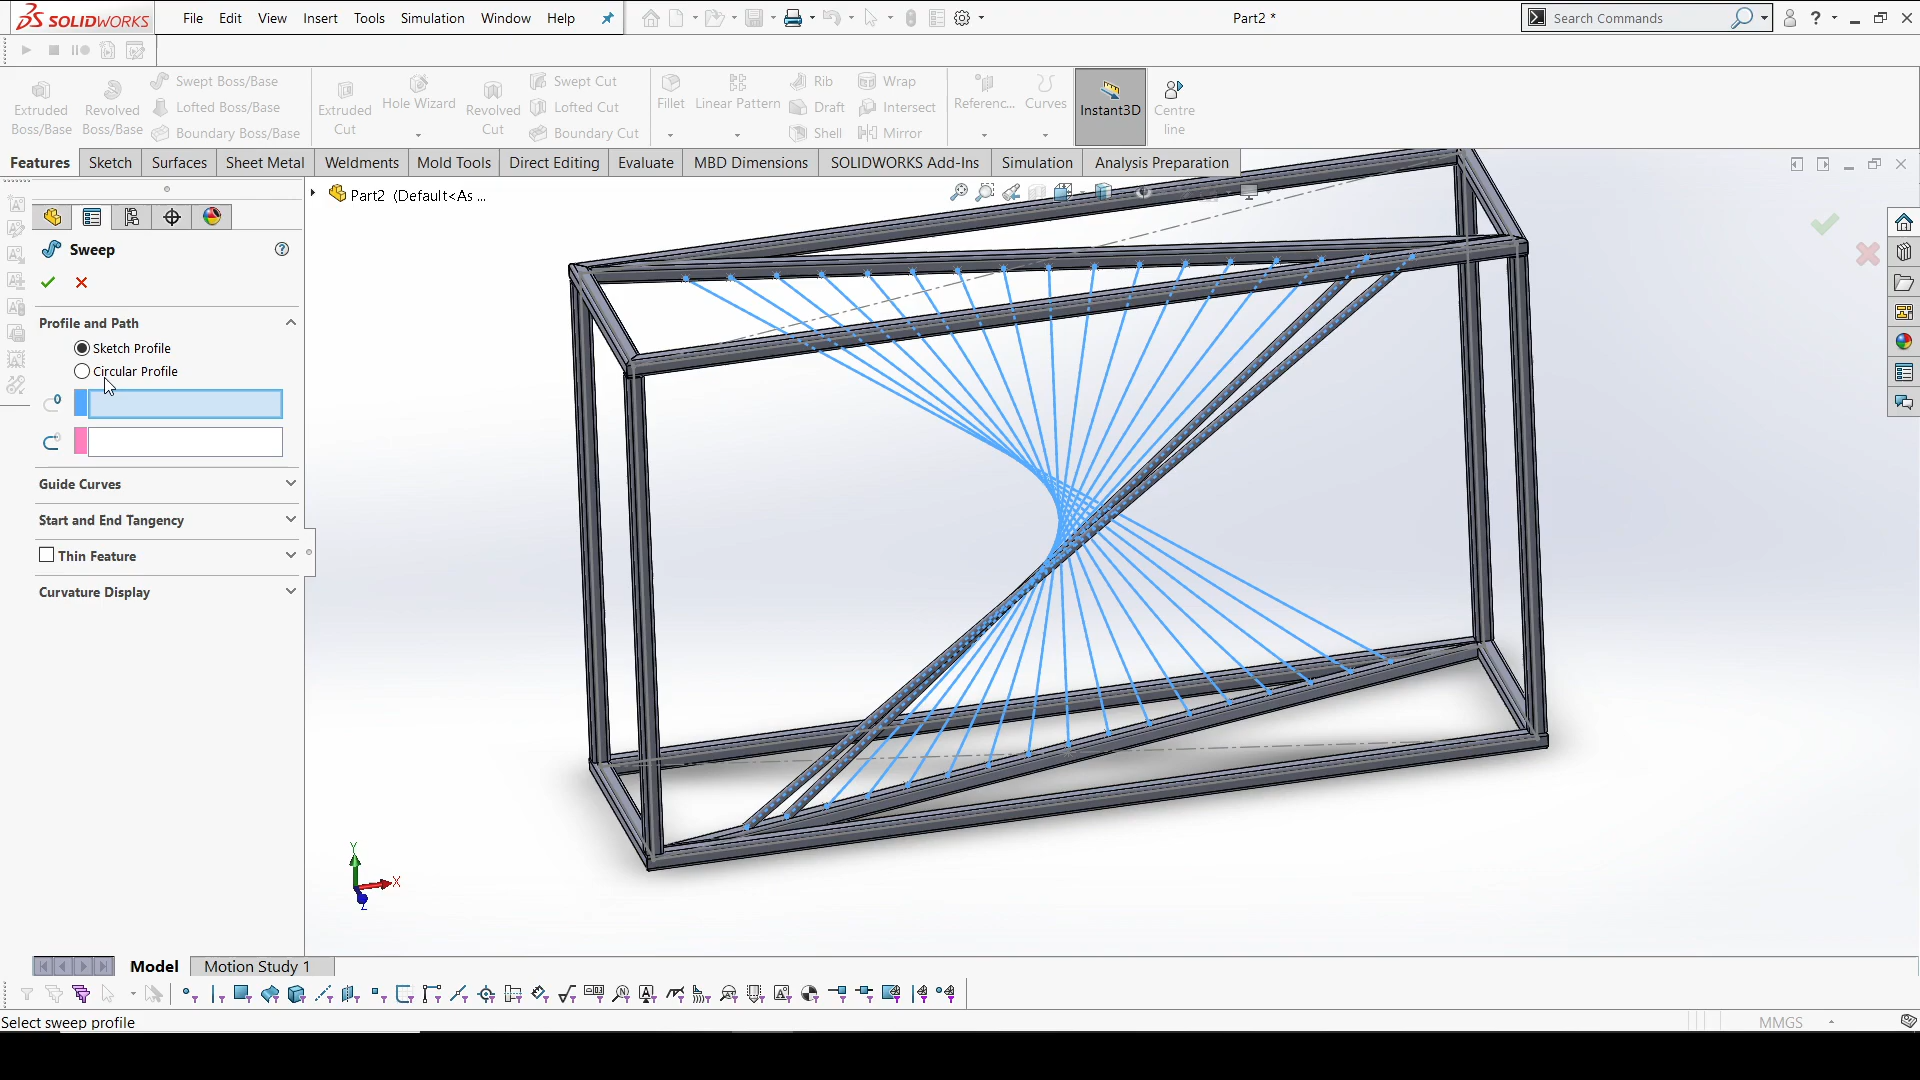 SOLIDWORKS File Edit View Insert Tools Simulation Window Help Part2 * Search Commands ?
Extruded Boss/Base
Revolved Boss/Base
Swept Boss/Base
Lofted Boss/Base
Boundary Boss/Base
Extruded Cut
Hole Wizard
Revolved Cut
Swept Cut
Lofted Cut
Boundary Cut
Fillet
Linear Pattern
Rib
Draft
Shell
Wrap
Intersect
Mirror
Referenc...
Curves
Instant3D
Centre line
Features Sketch Surfaces Sheet Metal Weldments Mold Tools Direct Editing Evaluate MBD Dimensions SOLIDWORKS Add-Ins Simulation Analysis Preparation
Part2 (Default<As ...
Sweep ?
Profile and Path
Sketch Profile
Circular Profile
Guide Curves
Start and End Tangency
Thin Feature
Curvature Display
Y
X
Z
Model Motion Study 1
Select sweep profile MMGS